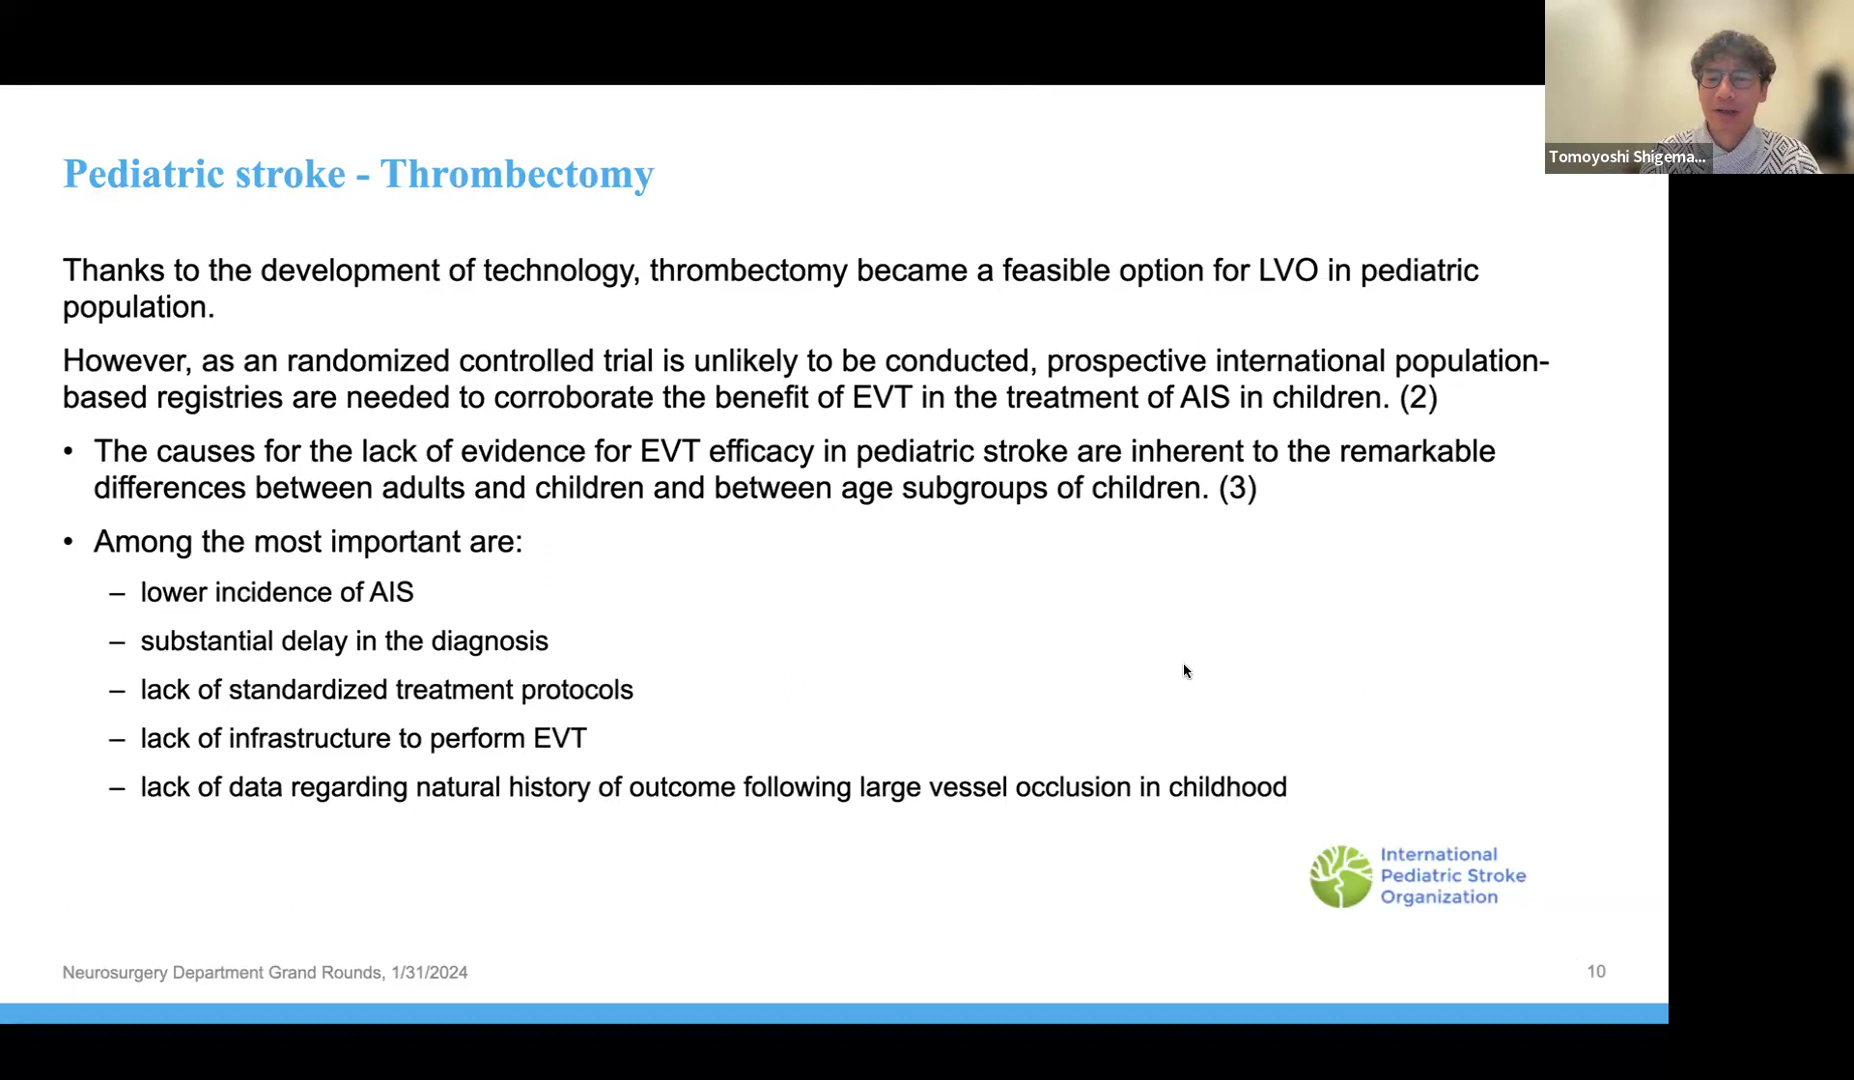 Tomoyoshi Shigema...
Pediatric stroke - Thrombectomy
Thanks to the development of technology, thrombectomy became a feasible option for LVO in pediatric
population.
However, as an randomized controlled trial is unlikely to be conducted, prospective international population-
based registries are needed to corroborate the benefit of EVT in the treatment of AIS in children. (2)
• The causes for the lack of evidence for EVT efficacy in pediatric stroke are inherent to the remarkable
differences between adults and children and between age subgroups of children. (3)
• Among the most important are:
– lower incidence of AIS
– substantial delay in the diagnosis
– lack of standardized treatment protocols
– lack of infrastructure to perform EVT
– lack of data regarding natural history of outcome following large vessel occlusion in childhood
International
Pediatric Stroke
Organization
Neurosurgery Department Grand Rounds, 1/31/2024
10